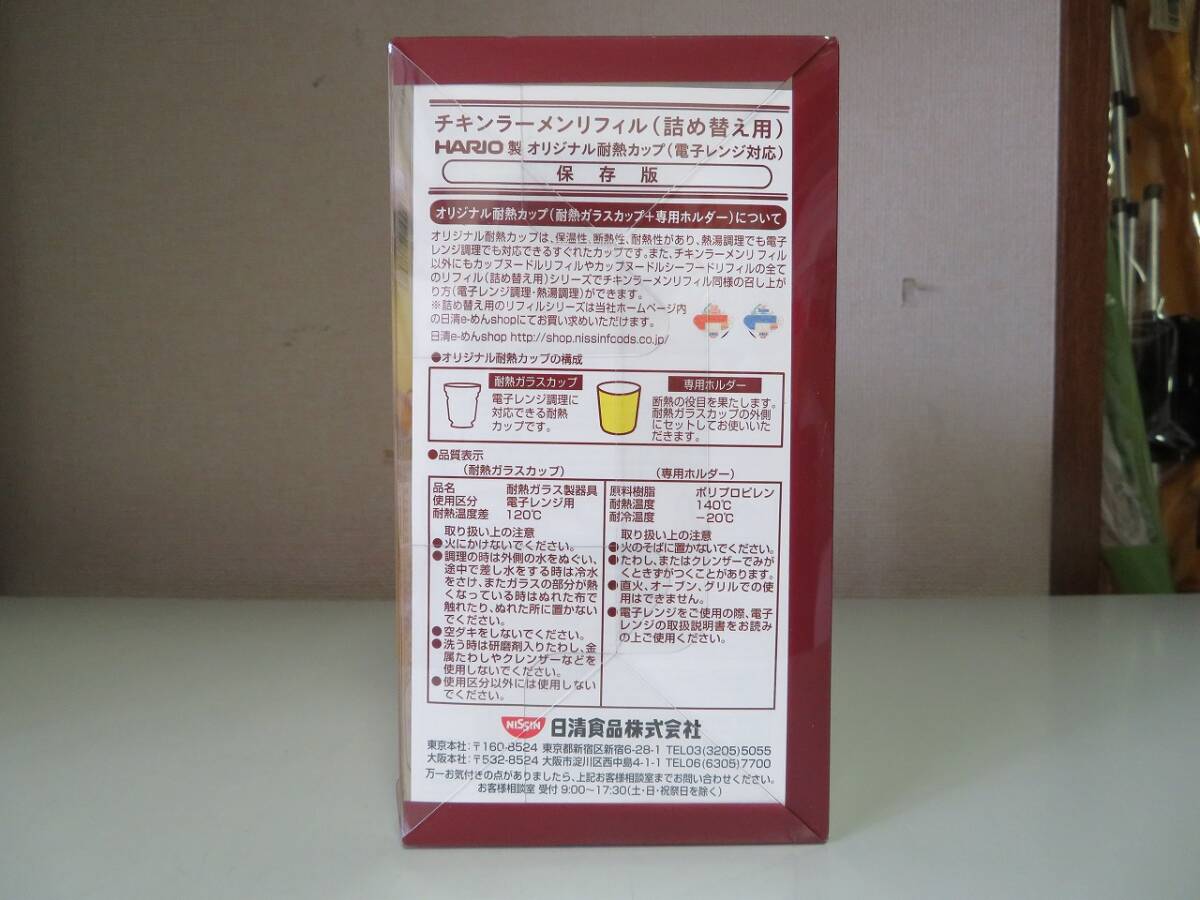 チキンラーメンリフィル(詰め替え用)
HARIO製 オリジナル耐熱カップ(電子レンジ対応)
保存版
オリジナル耐熱カップ(耐熱ガラスカップ+専用ホルダー)について
オリジナル耐熱カップは、保温性、断熱性、耐熱性があり、熱湯調理でも電子
レンジ調理でも対応できるすぐれたカップです。また、チキンラーメンリフィル
以外にもカップヌードルリフィルやカップヌードルシーフードリフィルの全て
のリフィル(詰め替え用)シリーズでチキンラーメンリフィル同様の召し上が
り方(電子レンジ調理・熱湯調理)ができます。
※詰め替え用のリフィルシリーズは当社ホームページ内
の日清e-めんshopにてお買い求めいただけます。
日清e-めんshop http://shop.nissinfoods.co.jp/
●オリジナル耐熱カップの構成
耐熱ガラスカップ
電子レンジ調理に
対応できる耐熱
カップです。
専用ホルダー
断熱の役目を果たします。
耐熱ガラスカップの外側
にセットしてお使いいた
だきます。
●品質表示
(耐熱ガラスカップ)
品名 耐熱ガラス製器具
使用区分 電子レンジ用
耐熱温度差 120℃
取り扱い上の注意
●火にかけないでください。
●調理の時は外側の水をぬぐい、
途中で差し水をする時は冷水
をさけ、またガラスの部分が熱
くなっている時はぬれた布で
触れたり、ぬれた所に置かない
でください。
●空ダキをしないでください。
●洗う時は研磨剤入りたわし、金
属たわしやクレンザーなどを
使用しないでください。
●使用区分以外には使用しない
でください。
(専用ホルダー)
原料樹脂 ポリプロピレン
耐熱温度 140℃
耐冷温度 −20℃
取り扱い上の注意
●火のそばに置かないでください。
●たわし、またはクレンザーでみが
くときずがつくことがあります。
●直火、オーブン、グリルでの使
用はできません。
●電子レンジをご使用の際、電子
レンジの取扱説明書をお読み
の上ご使用ください。
NISSIN 日清食品株式会社
東京本社:〒160-8524 東京都新宿区新宿6-28-1 TEL03(3205)5055
大阪本社:〒532-8524 大阪市淀川区西中島4-1-1 TEL06(6305)7700
万一お気付きの点がありましたら、上記お客様相談室までお問い合わせください。
お客様相談室 受付 9:00〜17:30(土・日・祝祭日を除く)